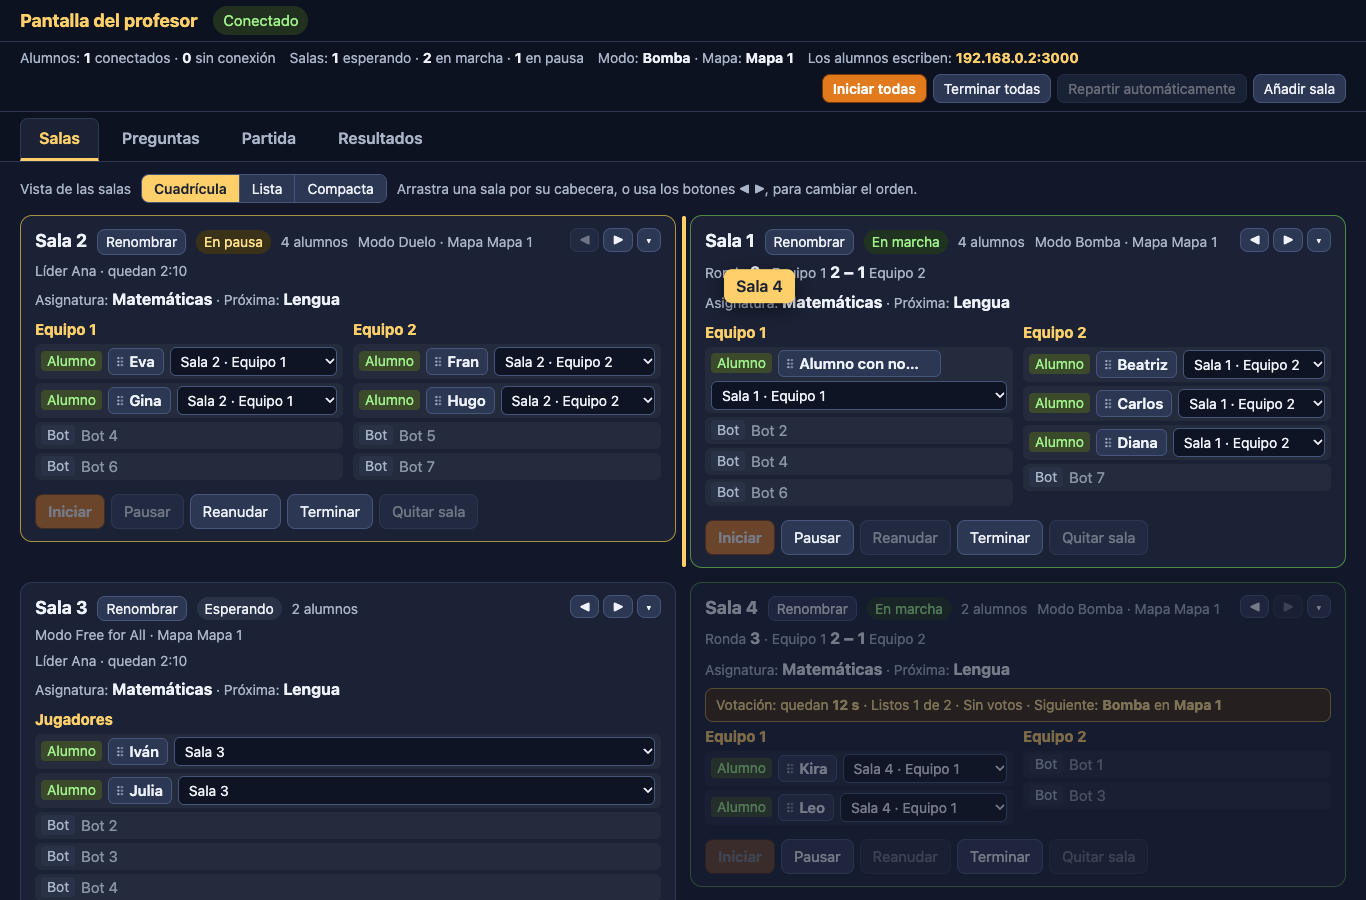 Pantalla del profesor Conectado
Alumnos: 1 conectados · 0 sin conexión Salas: 1 esperando · 2 en marcha · 1 en pausa Modo: Bomba · Mapa: Mapa 1 Los alumnos escriben: 192.168.0.2:3000
Iniciar todas Terminar todas Repartir automáticamente Añadir sala
Salas Preguntas Partida Resultados
Vista de las salas Cuadrícula Lista Compacta Arrastra una sala por su cabecera, o usa los botones ◀ ▶, para cambiar el orden.
Sala 2 Renombrar En pausa 4 alumnos Modo Duelo · Mapa Mapa 1
Líder Ana · quedan 2:10
Asignatura: Matemáticas · Próxima: Lengua
Equipo 1
Alumno Eva Sala 2 · Equipo 1
Alumno Gina Sala 2 · Equipo 1
Bot Bot 4
Bot Bot 6
Equipo 2
Alumno Fran Sala 2 · Equipo 2
Alumno Hugo Sala 2 · Equipo 2
Bot Bot 5
Bot Bot 7
Iniciar Pausar Reanudar Terminar Quitar sala
Sala 1 Renombrar En marcha 4 alumnos Modo Bomba · Mapa Mapa 1
2 – 1 Equipo 2
Sala 4
Matemáticas · Próxima: Lengua
Equipo 1
Alumno Alumno con no...
Sala 1 · Equipo 1
Bot Bot 2
Bot Bot 4
Bot Bot 6
Equipo 2
Alumno Beatriz Sala 1 · Equipo 2
Alumno Carlos Sala 1 · Equipo 2
Alumno Diana Sala 1 · Equipo 2
Bot Bot 7
Iniciar Pausar Reanudar Terminar Quitar sala
Sala 3 Renombrar Esperando 2 alumnos
Modo Free for All · Mapa Mapa 1
Líder Ana · quedan 2:10
Asignatura: Matemáticas · Próxima: Lengua
Jugadores
Alumno Iván Sala 3
Alumno Julia Sala 3
Bot Bot 2
Bot Bot 3
Bot Bot 4
Sala 4 Renombrar En marcha 2 alumnos Modo Bomba · Mapa Mapa 1
Ronda 3 · Equipo 1 2 – 1 Equipo 2
Asignatura: Matemáticas · Próxima: Lengua
Votación: quedan 12 s · Listos 1 de 2 · Sin votos · Siguiente: Bomba en Mapa 1
Equipo 1
Alumno Kira Sala 4 · Equipo 1
Alumno Leo Sala 4 · Equipo 1
Equipo 2
Bot Bot 1
Bot Bot 3
Iniciar Pausar Reanudar Terminar Quitar sala